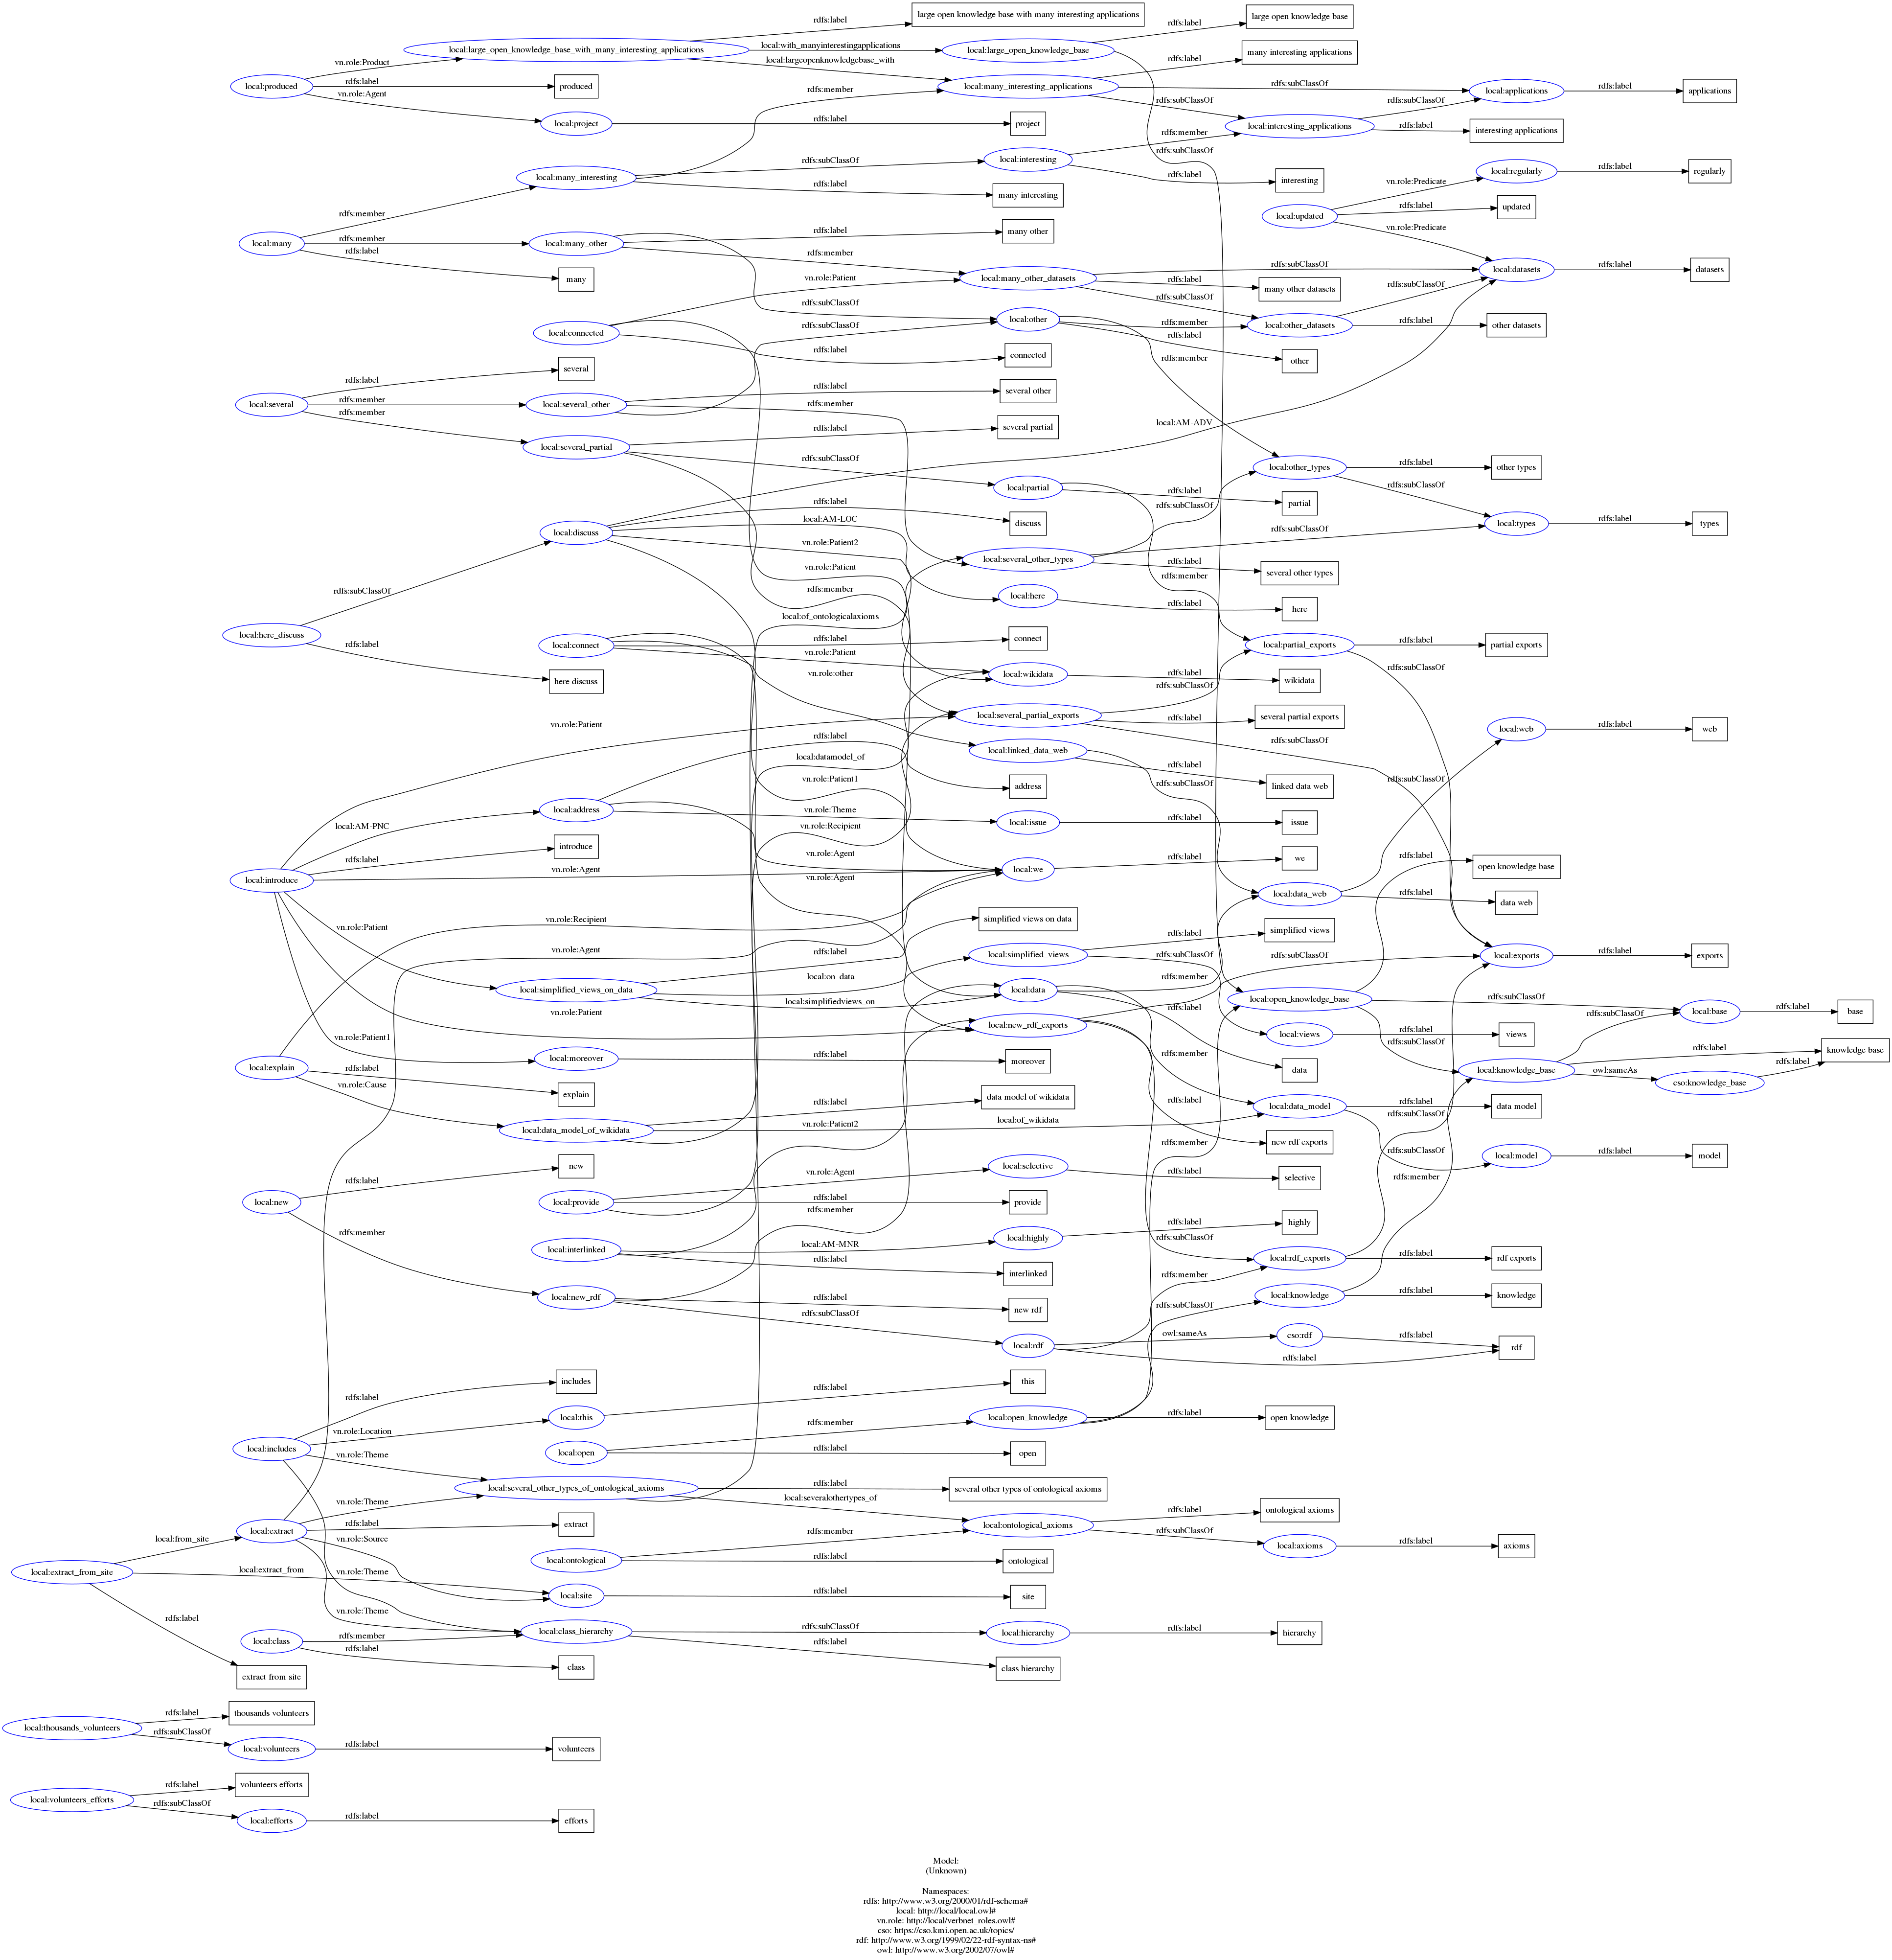 rdfs:label
large open knowledge base with many interesting applications
rdfs:label
large open knowledge base
local:large_open_knowledge_base_with_many_interesting_applications
local:with_manyinterestingapplications
local:large_open_knowledge_base
rdfs:label
many interesting applications
vn.role:Product
local:largeopenknowledgebase_with
local:produced
rdfs:label
produced
rdfs:member
local:many_interesting_applications
rdfs:subClassOf
local:applications
rdfs:label
applications
vn.role:Agent
local:project
rdfs:label
project
rdfs:subClassOf
rdfs:subClassOf
local:interesting_applications
rdfs:label
interesting applications
rdfs:member
rdfs:subClassOf
local:many_interesting
rdfs:subClassOf
local:interesting
rdfs:label
interesting
rdfs:label
many interesting
vn.role:Predicate
local:regularly
rdfs:label
regularly
rdfs:member
local:updated
rdfs:label
updated
vn.role:Predicate
local:many
rdfs:member
local:many_other
rdfs:label
many other
rdfs:label
many
rdfs:member
vn.role:Patient
local:many_other_datasets
rdfs:subClassOf
local:datasets
rdfs:label
datasets
rdfs:label
many other datasets
rdfs:subClassOf
rdfs:subClassOf
rdfs:subClassOf
local:connected
rdfs:subClassOf
local:other
rdfs:member
local:other_datasets
rdfs:label
other datasets
rdfs:label
connected
rdfs:label
other
rdfs:member
rdfs:label
several
local:several
rdfs:member
local:several_other
rdfs:label
several other
rdfs:member
rdfs:member
local:several_partial
rdfs:label
several partial
local:AM-ADV
rdfs:subClassOf
local:partial
rdfs:label
partial
local:other_types
rdfs:label
other types
rdfs:subClassOf
rdfs:subClassOf
rdfs:label
discuss
local:discuss
local:AM-LOC
vn.role:Patient2
rdfs:subClassOf
local:types
rdfs:label
types
local:several_other_types
rdfs:label
several other types
vn.role:Patient
rdfs:member
rdfs:subClassOf
rdfs:member
local:here
rdfs:label
here
local:of_ontologicalaxioms
local:here_discuss
rdfs:label
here discuss
local:connect
rdfs:label
connect
vn.role:Patient
local:partial_exports
rdfs:label
partial exports
vn.role:other
local:wikidata
rdfs:label
wikidata
rdfs:subClassOf
rdfs:subClassOf
vn.role:Patient
local:several_partial_exports
rdfs:label
several partial exports
rdfs:label
local:linked_data_web
rdfs:subClassOf
local:web
rdfs:label
web
local:datamodel_of
rdfs:label
linked data web
vn.role:Patient1
address
rdfs:subClassOf
rdfs:subClassOf
local:address
vn.role:Theme
local:issue
rdfs:label
issue
local:AM-PNC
vn.role:Recipient
rdfs:label
introduce
local:introduce
vn.role:Agent
vn.role:Agent
vn.role:Agent
local:we
rdfs:label
we
rdfs:label
open knowledge base
local:data_web
rdfs:label
data web
vn.role:Recipient
simplified views on data
vn.role:Patient
rdfs:label
simplified views
vn.role:Agent
rdfs:label
local:simplified_views
rdfs:subClassOf
rdfs:subClassOf
local:exports
rdfs:label
exports
local:on_data
local:simplified_views_on_data
local:simplifiedviews_on
local:data
rdfs:member
rdfs:label
local:open_knowledge_base
rdfs:subClassOf
local:base
rdfs:label
base
vn.role:Patient
local:new_rdf_exports
rdfs:subClassOf
rdfs:subClassOf
local:views
rdfs:label
views
vn.role:Patient1
local:moreover
rdfs:label
moreover
rdfs:member
data
rdfs:label
knowledge base
rdfs:label
local:explain
rdfs:label
explain
local:knowledge_base
owl:sameAs
cso:knowledge_base
vn.role:Cause
rdfs:label
data model of wikidata
rdfs:label
local:data_model
rdfs:label
data model
rdfs:subClassOf
local:data_model_of_wikidata
vn.role:Patient2
local:of_wikidata
rdfs:member
new rdf exports
rdfs:subClassOf
local:model
rdfs:label
model
rdfs:label
new
vn.role:Agent
local:selective
rdfs:label
selective
rdfs:member
local:new
local:provide
rdfs:label
provide
rdfs:member
rdfs:label
highly
rdfs:member
local:interlinked
local:AM-MNR
local:highly
rdfs:subClassOf
rdfs:label
interlinked
local:rdf_exports
rdfs:label
rdf exports
rdfs:member
local:new_rdf
rdfs:label
new rdf
rdfs:subClassOf
local:knowledge
rdfs:label
knowledge
rdfs:subClassOf
local:rdf
owl:sameAs
cso:rdf
rdfs:label
rdf
rdfs:label
rdfs:label
includes
rdfs:label
this
local:this
rdfs:member
local:open_knowledge
rdfs:label
open knowledge
vn.role:Location
local:includes
vn.role:Theme
local:open
rdfs:label
open
local:several_other_types_of_ontological_axioms
rdfs:label
several other types of ontological axioms
local:severalothertypes_of
vn.role:Theme
rdfs:label
ontological axioms
local:from_site
local:extract
rdfs:label
extract
rdfs:member
local:ontological_axioms
rdfs:subClassOf
local:axioms
rdfs:label
axioms
vn.role:Source
local:ontological
rdfs:label
ontological
local:extract_from_site
local:extract_from
vn.role:Theme
local:site
rdfs:label
site
rdfs:label
vn.role:Theme
local:class
rdfs:member
local:class_hierarchy
rdfs:subClassOf
local:hierarchy
rdfs:label
hierarchy
rdfs:label
class
rdfs:label
class hierarchy
extract from site
rdfs:label
thousands volunteers
local:thousands_volunteers
rdfs:subClassOf
local:volunteers
rdfs:label
volunteers
rdfs:label
volunteers efforts
local:volunteers_efforts
rdfs:subClassOf
local:efforts
rdfs:label
efforts
Model:
(Unknown)
Namespaces:
rdfs: http://www.w3.org/2000/01/rdf-schema#
local: http://local/local.owl#
vn.role: http://local/verbnet_roles.owl#
cso: https://cso.kmi.open.ac.uk/topics/
rdf: http://www.w3.org/1999/02/22-rdf-syntax-ns#
owl: http://www.w3.org/2002/07/owl#